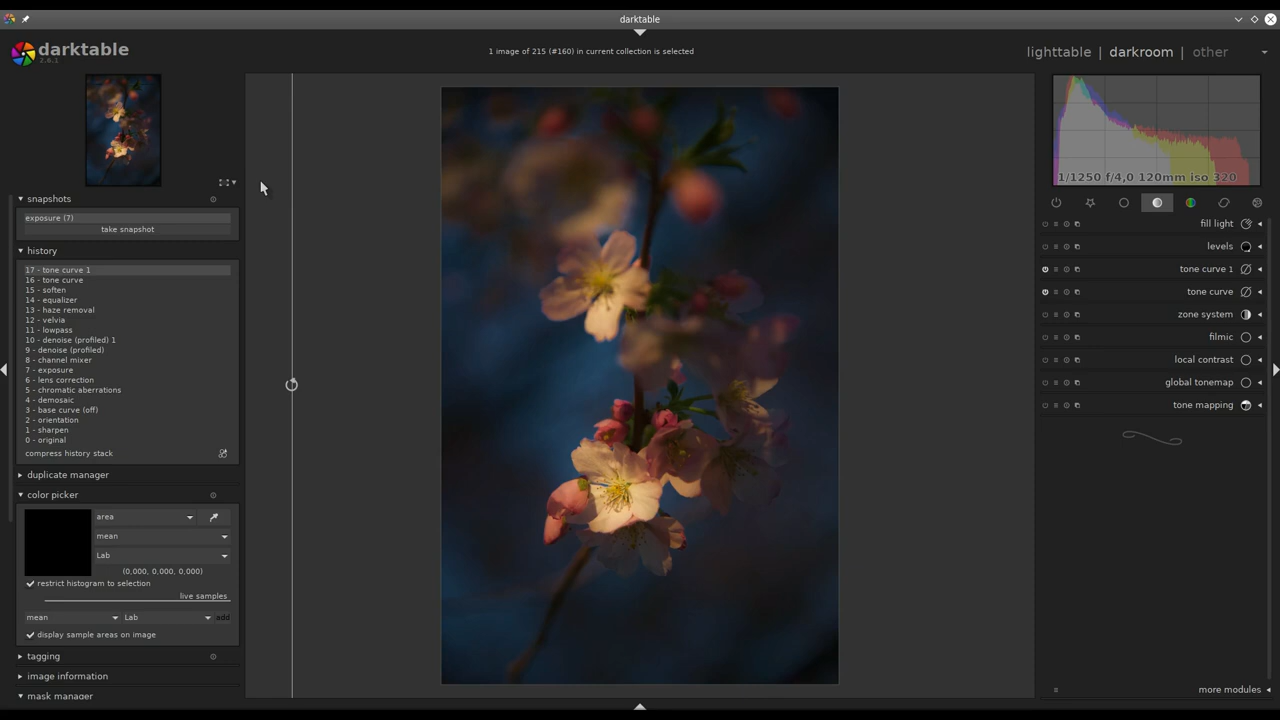 darktable
darktable
2.6.1
1 image of 215 (#160) in current collection is selected
lighttable | darkroom | other
1/1250 f/4,0 120mm iso 320
snapshots
exposure (7)
take snapshot
history
17 - tone curve 1
16 - tone curve
15 - soften
14 - equalizer
13 - haze removal
12 - velvia
11 - lowpass
10 - denoise (profiled) 1
9 - denoise (profiled)
8 - channel mixer
7 - exposure
6 - lens correction
5 - chromatic aberrations
4 - demosaic
3 - base curve (off)
2 - orientation
1 - sharpen
0 - original
compress history stack
duplicate manager
color picker
area
mean
Lab
(0,000, 0,000, 0,000)
restrict histogram to selection
live samples
mean Lab add
display sample areas on image
tagging
image information
mask manager
fill light
levels
tone curve 1
tone curve
zone system
filmic
local contrast
global tonemap
tone mapping
more modules